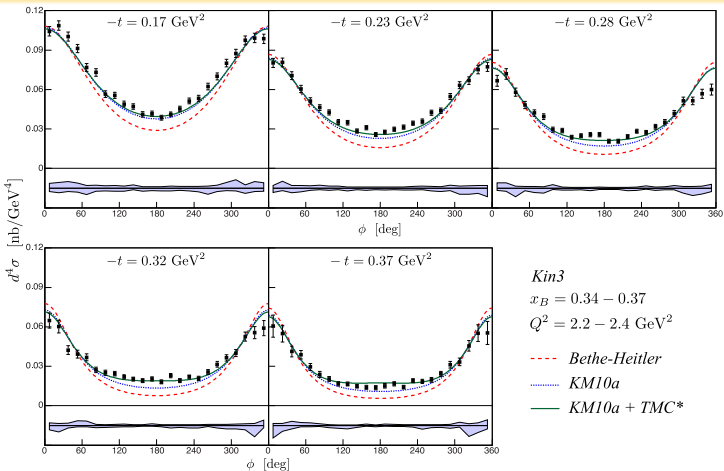 −t = 0.17 GeV²
−t = 0.23 GeV²
−t = 0.28 GeV²
0.12
0.09
0.06
0.03
0
0 60 120 180 240 300 0 60 120 180 240 300 0 60 120 180 240 300 360
ϕ [deg]
d⁴σ [nb/GeV⁻⁴]
−t = 0.32 GeV²
− t = 0.37 GeV²
0.12
0.09
0.06
0.03
0
0 60 120 180 240 300 0 60 120 180 240 300 360
ϕ [deg]
Kin3
x_B = 0.34 − 0.37
Q² = 2.2 − 2.4 GeV²
Bethe-Heitler
KM10a
KM10a + TMC*